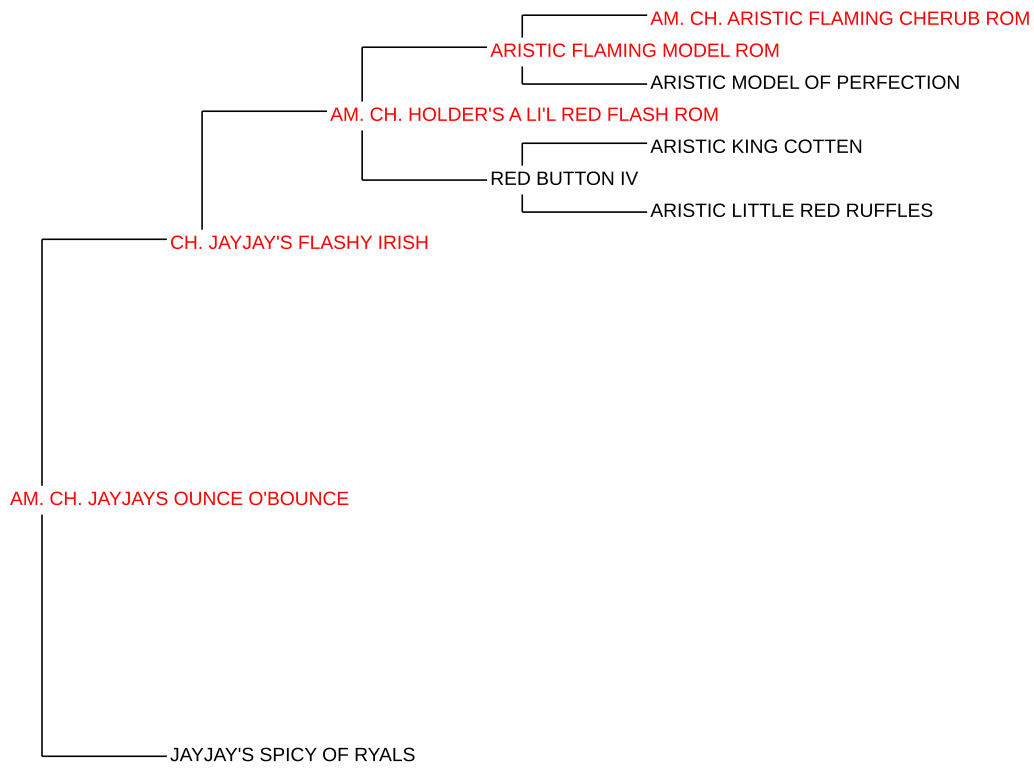 AM. CH. ARISTIC FLAMING CHERUB ROM
ARISTIC FLAMING MODEL ROM
ARISTIC MODEL OF PERFECTION
AM. CH. HOLDER'S A LI'L RED FLASH ROM
ARISTIC KING COTTEN
RED BUTTON IV
ARISTIC LITTLE RED RUFFLES
CH. JAYJAY'S FLASHY IRISH
AM. CH. JAYJAYS OUNCE O'BOUNCE
JAYJAY'S SPICY OF RYALS